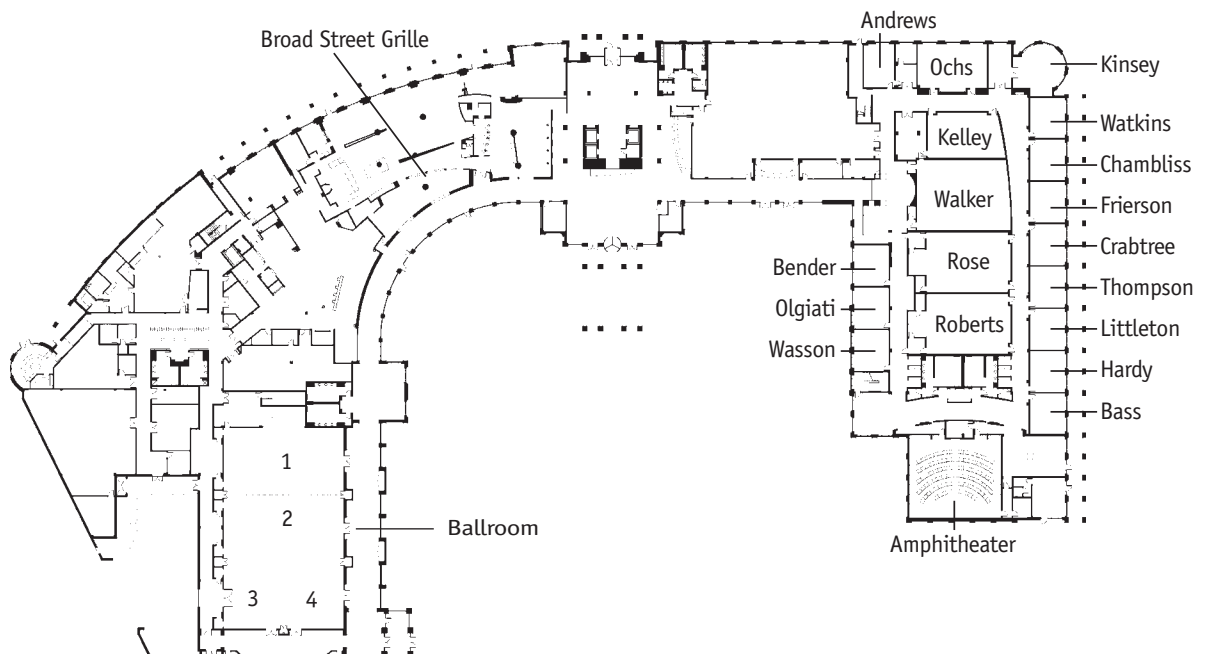 Andrews
Broad Street Grille
Ochs
Kinsey
Kelley
Watkins
Chambliss
Walker
Frierson
Crabtree
Bender
Rose
Thompson
Olgiati
Roberts
Littleton
Wasson
Hardy
Bass
1
2
Ballroom
Amphitheater
3 4